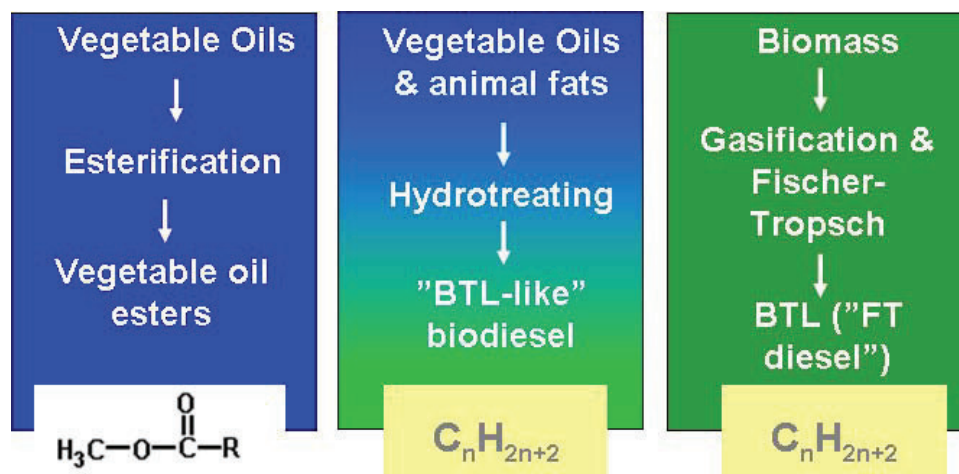 Vegetable Oils
Esterification
Vegetable oil
esters
O
H₃C-O-C-R
Vegetable Oils
& animal fats
Hydrotreating
”BTL-like”
biodiesel
CₙH₂ₙ₊₂
Biomass
Gasification &
Fischer-
Tropsch
BTL (”FT
diesel”)
CₙH₂ₙ₊₂